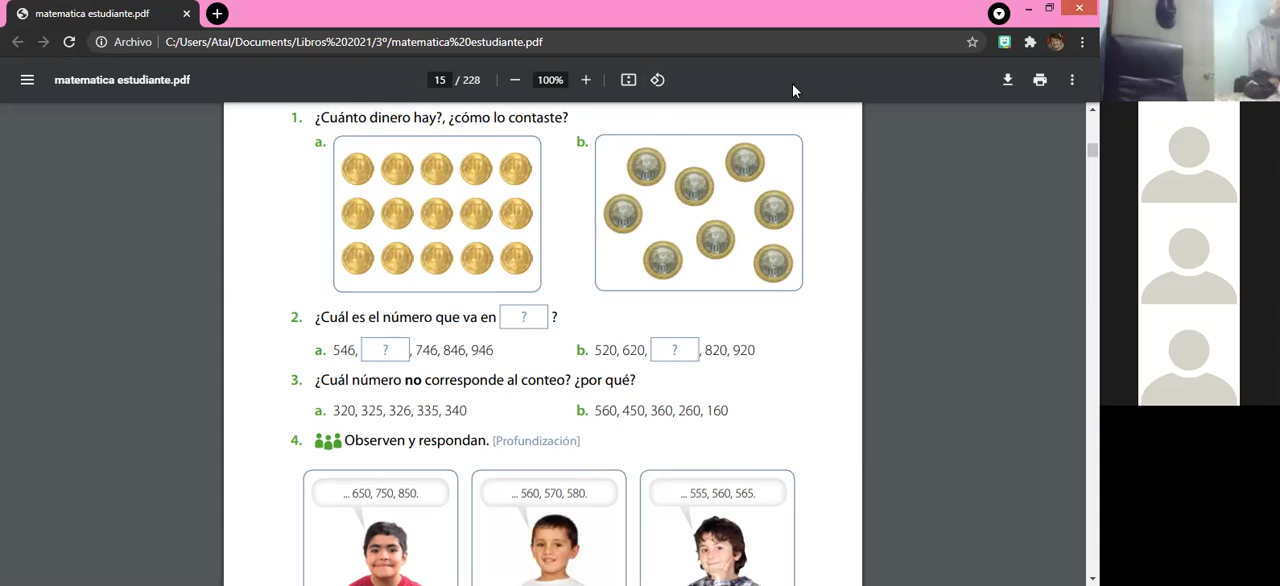 matematica estudiante.pdf
Archivo C:/Users/Atal/Documents/Libros%202021/3º/matematica%20estudiante.pdf
matematica estudiante.pdf 15 / 228 100%
1. ¿Cuánto dinero hay?, ¿cómo lo contaste?
a. b.
2. ¿Cuál es el número que va en ? ?
a. 546, ? , 746, 846, 946 b. 520, 620, ? , 820, 920
3. ¿Cuál número no corresponde al conteo? ¿por qué?
a. 320, 325, 326, 335, 340 b. 560, 450, 360, 260, 160
4. Observen y respondan. [Profundización]
... 650, 750, 850. ... 560, 570, 580. ... 555, 560, 565.